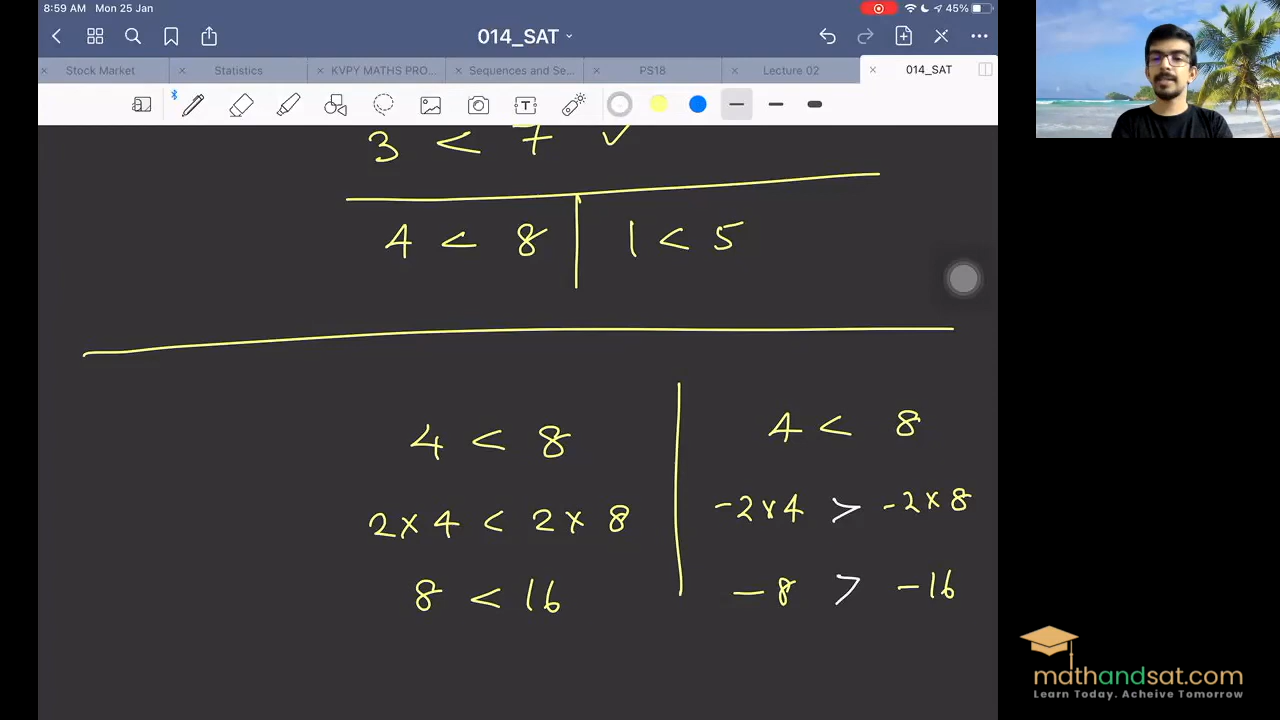 8:59 AM Mon 25 Jan
45%
014_SAT
Stock Market
Statistics
KVPY MATHS PRO...
Sequences and Se...
PS18
Lecture 02
014_SAT
3 < 7 ✓
4 < 8 | 1 < 5
4 < 8
2 x 4 < 2 x 8
8 < 16
4 < 8
-2 x 4 > -2 x 8
-8 > -16
mathandsat.com
Learn Today. Acheive Tomorrow